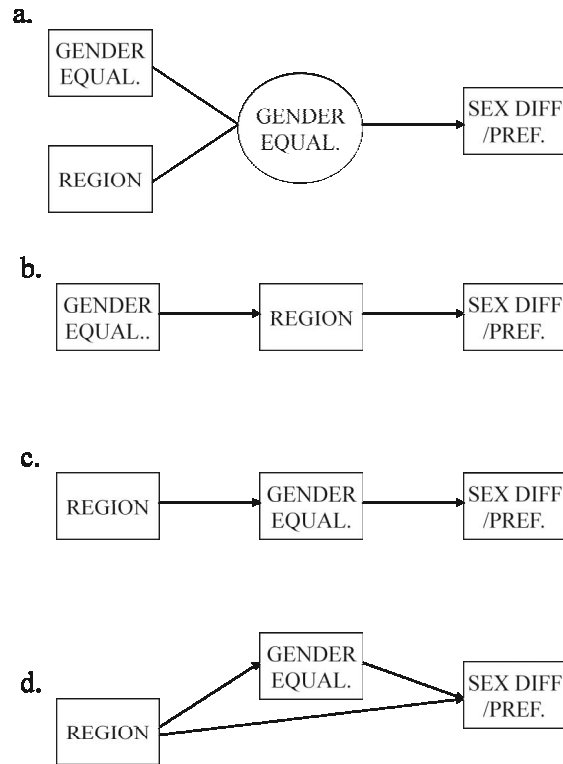 a.
GENDER
EQUAL.
REGION
GENDER
EQUAL.
SEX DIFF
/PREF.
b.
GENDER
EQUAL..
REGION
SEX DIFF
/PREF.
c.
REGION
GENDER
EQUAL.
SEX DIFF
/PREF.
d.
REGION
GENDER
EQUAL.
SEX DIFF
/PREF.